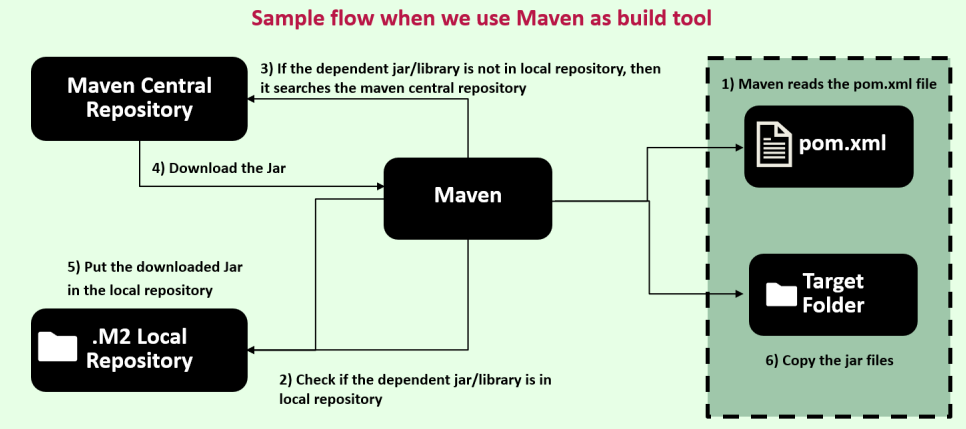 Sample flow when we use Maven as build tool
Maven Central
Repository
3) If the dependent jar/library is not in local repository, then
it searches the maven central repository
1) Maven reads the pom.xml file
pom.xml
4) Download the Jar
Maven
5) Put the downloaded Jar
in the local repository
.M2 Local
Repository
Target
Folder
2) Check if the dependent jar/library is in
local repository
6) Copy the jar files